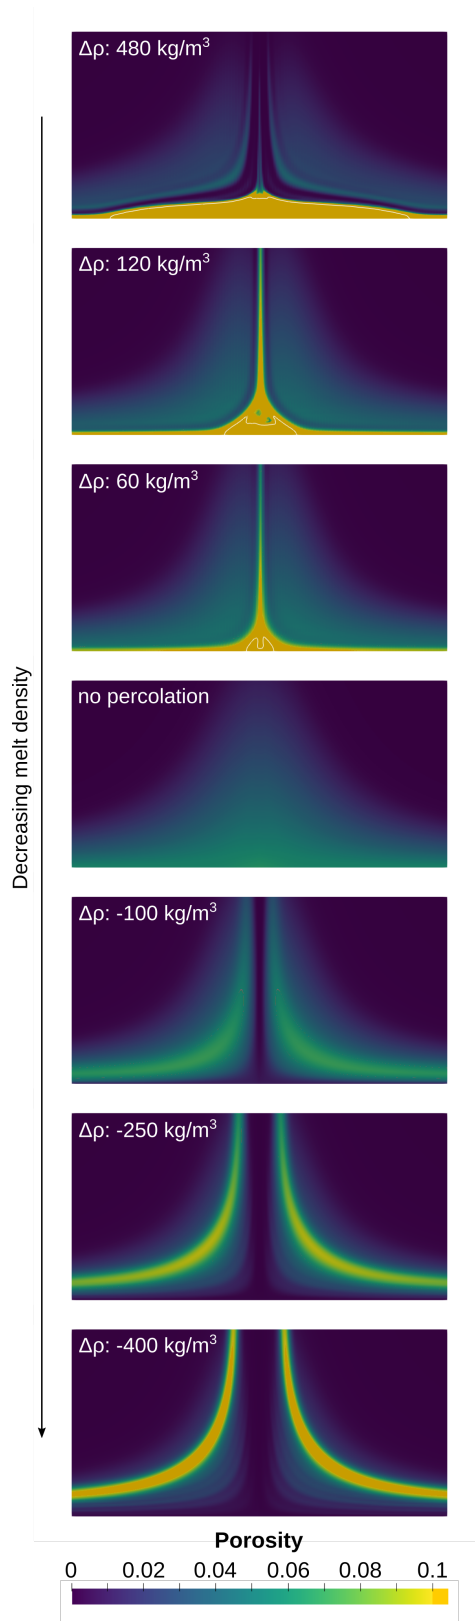 Δρ: 480 kg/m³
Δρ: 120 kg/m³
Δρ: 60 kg/m³
no percolation
Δρ: -100 kg/m³
Δρ: -250 kg/m³
Δρ: -400 kg/m³
Decreasing melt density
Porosity
0 0.02 0.04 0.06 0.08 0.1